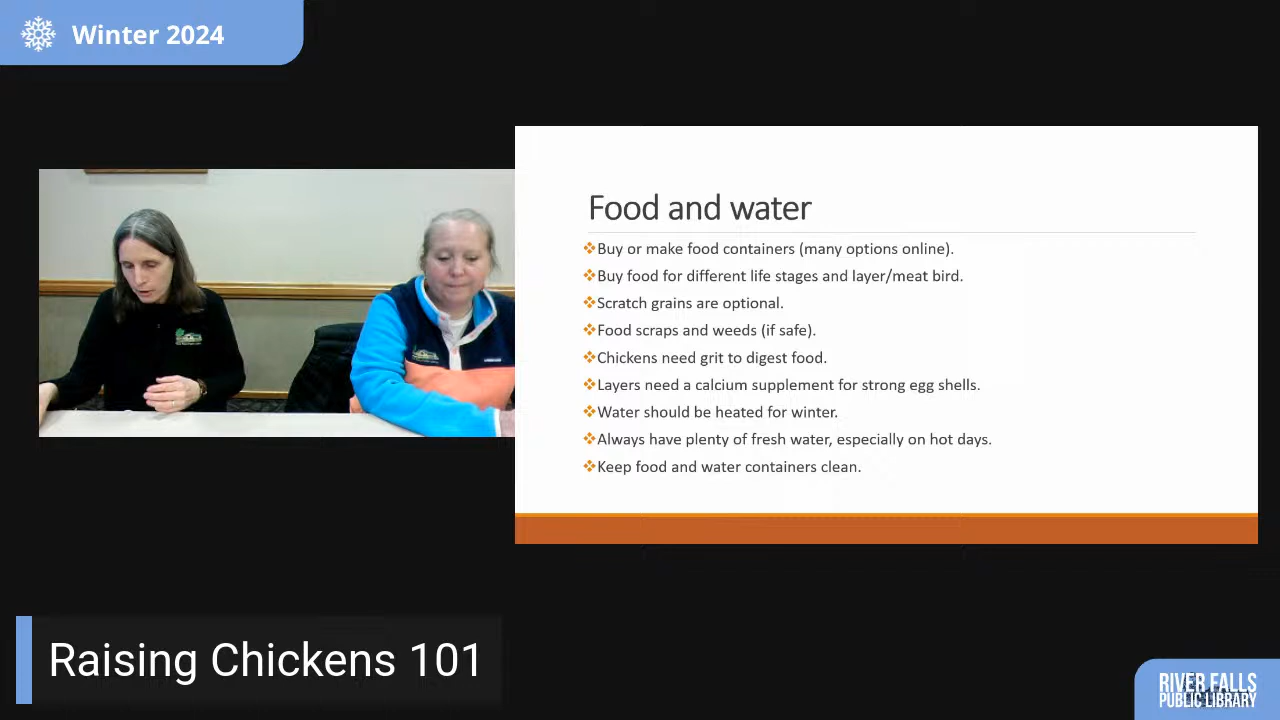 Winter 2024
Food and water
Buy or make food containers (many options online).
Buy food for different life stages and layer/meat bird.
Scratch grains are optional.
Food scraps and weeds (if safe).
Chickens need grit to digest food.
Layers need a calcium supplement for strong egg shells.
Water should be heated for winter.
Always have plenty of fresh water, especially on hot days.
Keep food and water containers clean.
Raising Chickens 101
RIVER FALLS
PUBLIC LIBRARY